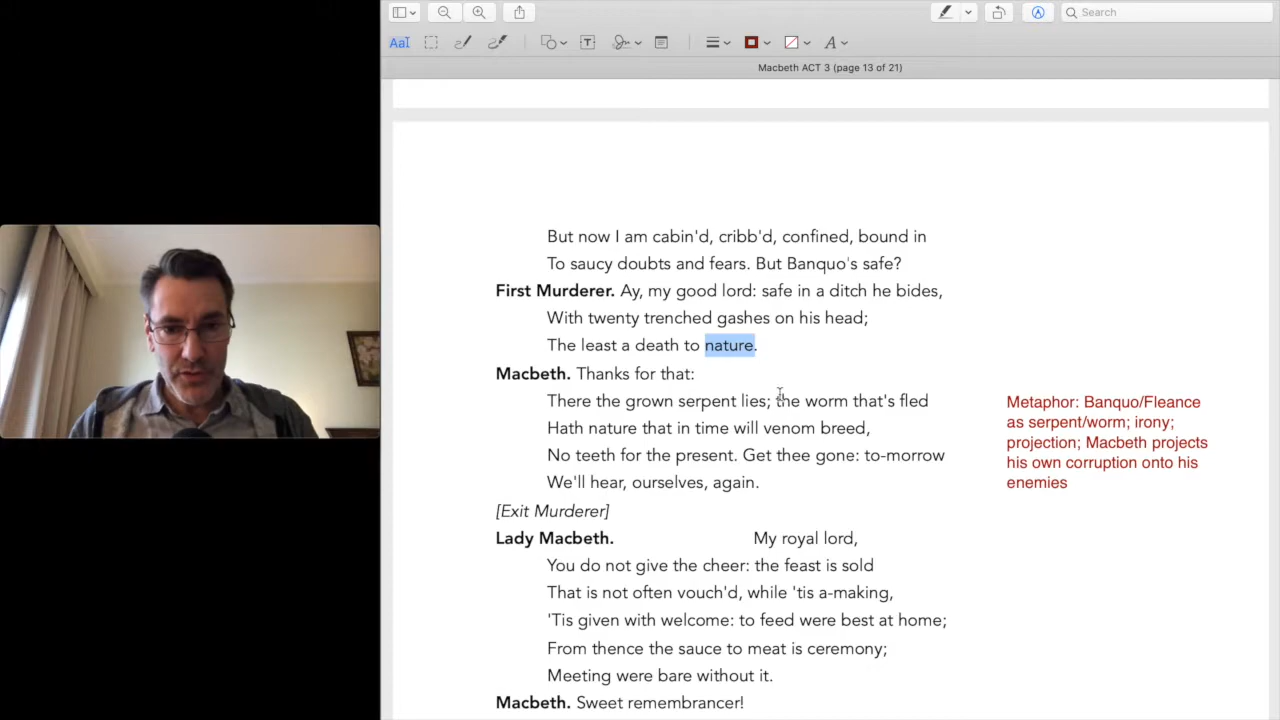 Search
AaI
T
A
Macbeth ACT 3 (page 13 of 21)
But now I am cabin'd, cribb'd, confined, bound in
To saucy doubts and fears. But Banquo's safe?
First Murderer. Ay, my good lord: safe in a ditch he bides,
With twenty trenched gashes on his head;
The least a death to nature.
Macbeth. Thanks for that:
There the grown serpent lies; the worm that's fled
Hath nature that in time will venom breed,
No teeth for the present. Get thee gone: to-morrow
We'll hear, ourselves, again.
[Exit Murderer]
Lady Macbeth. My royal lord,
You do not give the cheer: the feast is sold
That is not often vouch'd, while 'tis a-making,
'Tis given with welcome: to feed were best at home;
From thence the sauce to meat is ceremony;
Meeting were bare without it.
Macbeth. Sweet remembrancer!
Metaphor: Banquo/Fleance
as serpent/worm; irony;
projection; Macbeth projects
his own corruption onto his
enemies